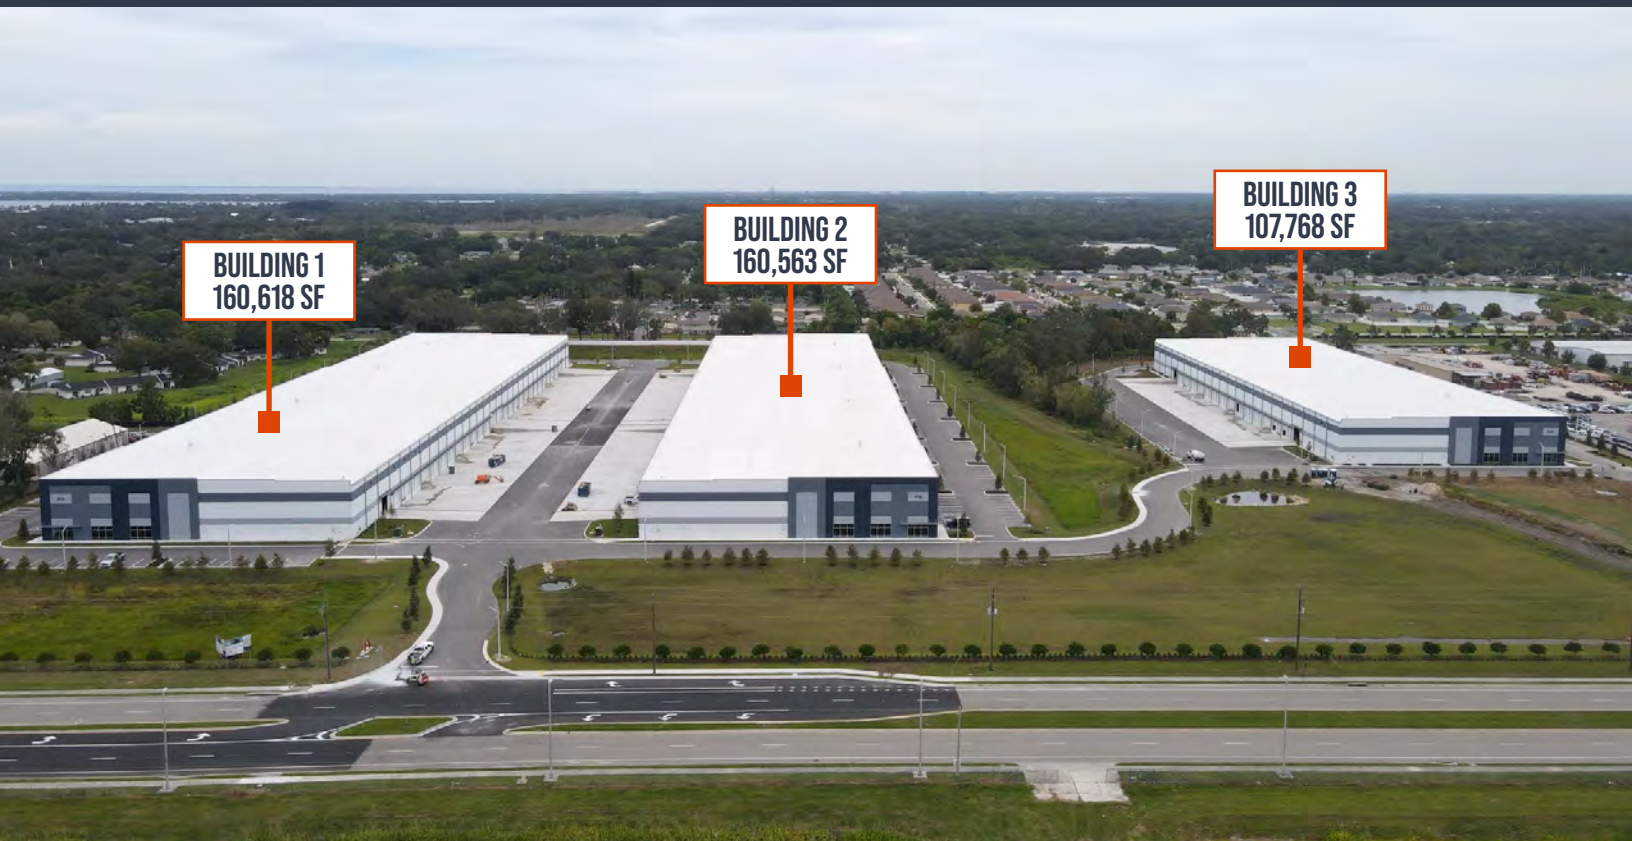 BUILDING 1
160,618 SF
BUILDING 2
160,563 SF
BUILDING 3
107,768 SF